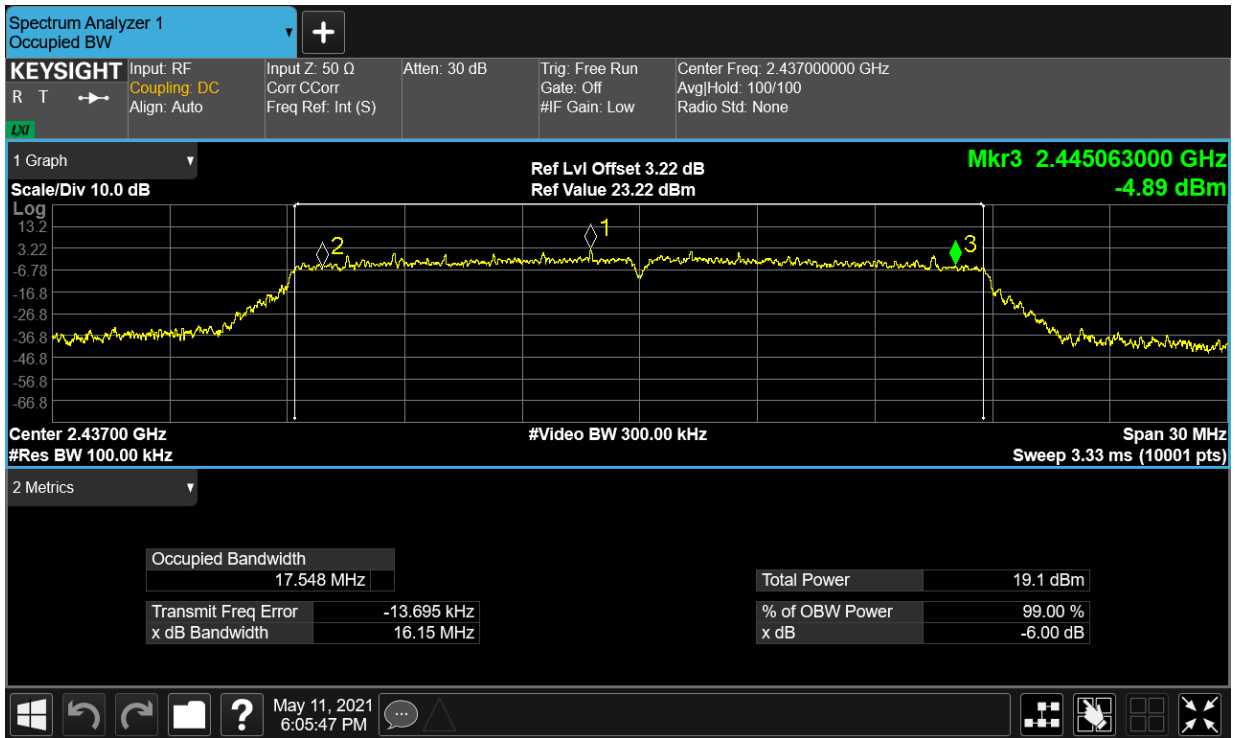 Spectrum Analyzer 1
Occupied BW
KEYSIGHT
R T
LXI
Input: RF
Coupling: DC
Align: Auto
Input Z: 50 Ω
Corr CCorr
Freq Ref: Int (S)
Atten: 30 dB
Trig: Free Run
Gate: Off
#IF Gain: Low
Center Freq: 2.437000000 GHz
Avg|Hold: 100/100
Radio Std: None
1 Graph
Scale/Div 10.0 dB
Ref Lvl Offset 3.22 dB
Ref Value 23.22 dBm
Mkr3 2.445063000 GHz
-4.89 dBm
Log
13.2
3.22
-6.78
-16.8
-26.8
-36.8
-46.8
-56.8
-66.8
2
1
3
Center 2.43700 GHz
#Res BW 100.00 kHz
#Video BW 300.00 kHz
Span 30 MHz
Sweep 3.33 ms (10001 pts)
2 Metrics
Occupied Bandwidth
17.548 MHz
Transmit Freq Error -13.695 kHz
x dB Bandwidth 16.15 MHz
Total Power 19.1 dBm
% of OBW Power 99.00 %
x dB -6.00 dB
?
May 11, 2021
6:05:47 PM